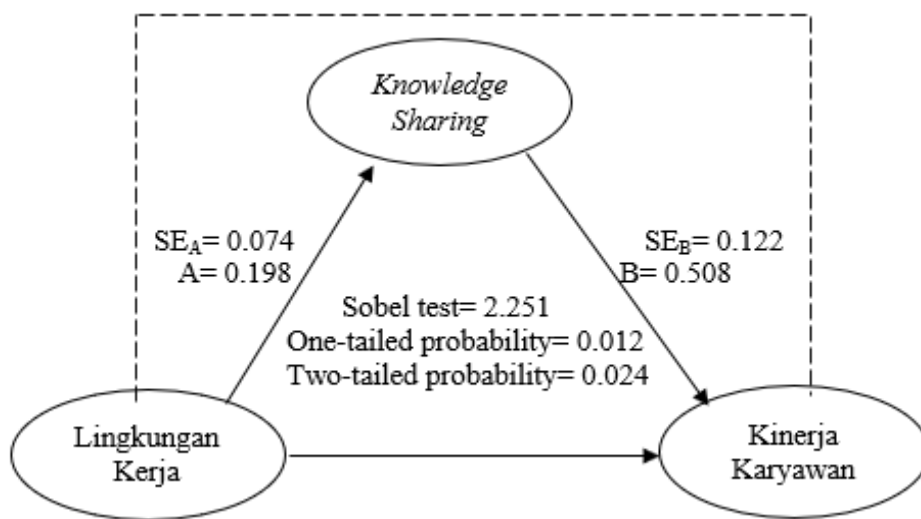 Knowledge
Sharing
SEA= 0.074
A= 0.198
SEB= 0.122
B= 0.508
Sobel test= 2.251
One-tailed probability= 0.012
Two-tailed probability= 0.024
Lingkungan
Kerja
Kinerja
Karyawan